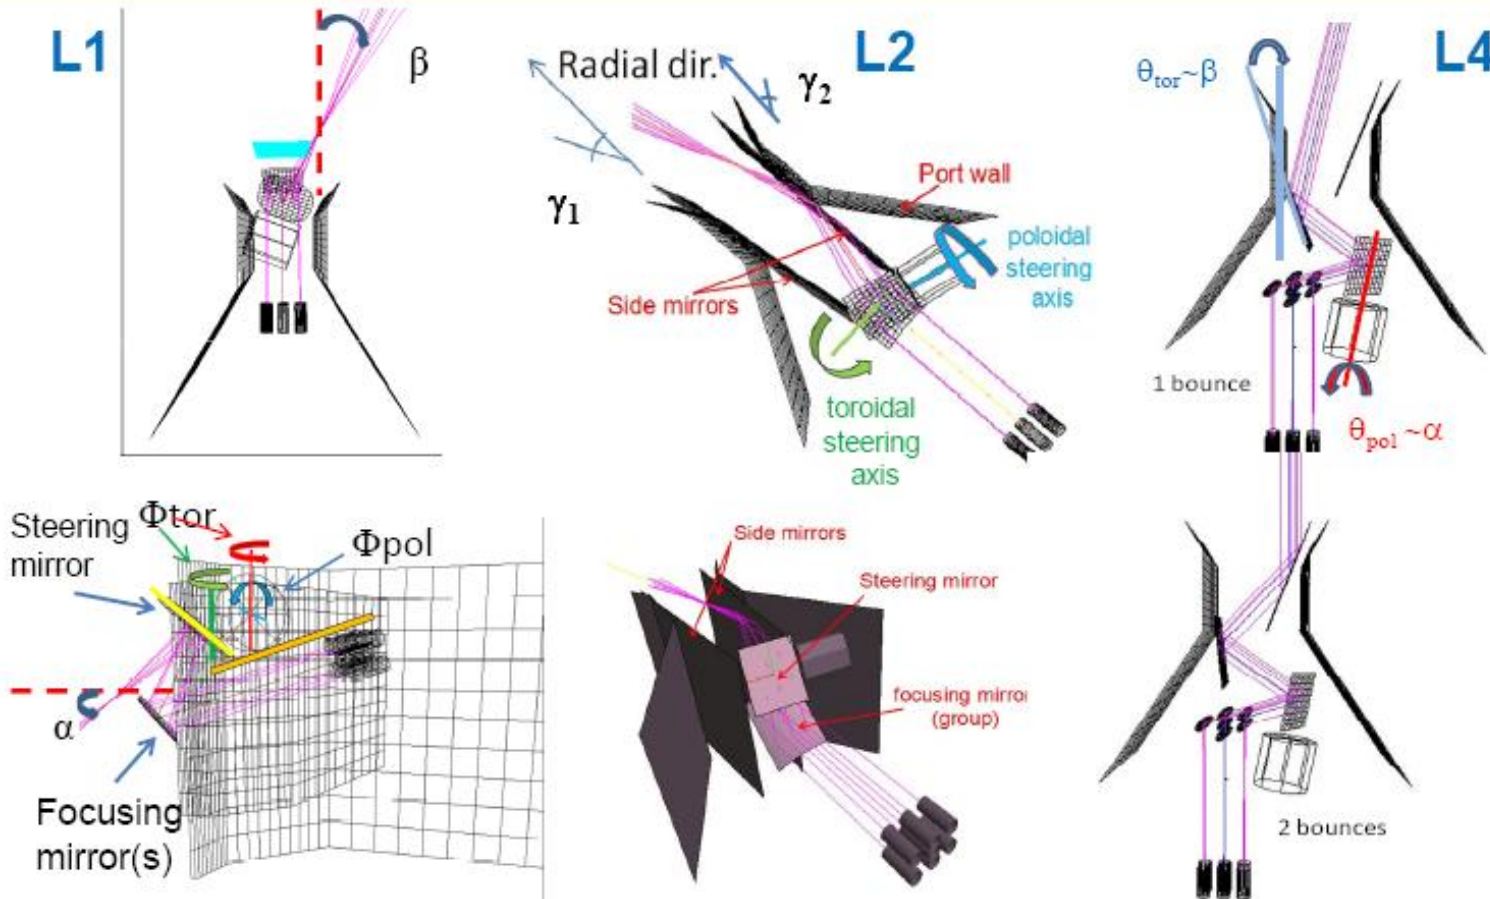 L1
β
Radial dir.
γ2
L2
γ1
Port wall
poloidal
steering
axis
Side mirrors
toroidal
steering
axis
L4
θtor~β
1 bounce
θpol ~α
Steering
mirror
Φtor
Φpol
α
Focusing
mirror(s)
Side mirrors
Steering mirror
focusing mirro
(group)
2 bounces